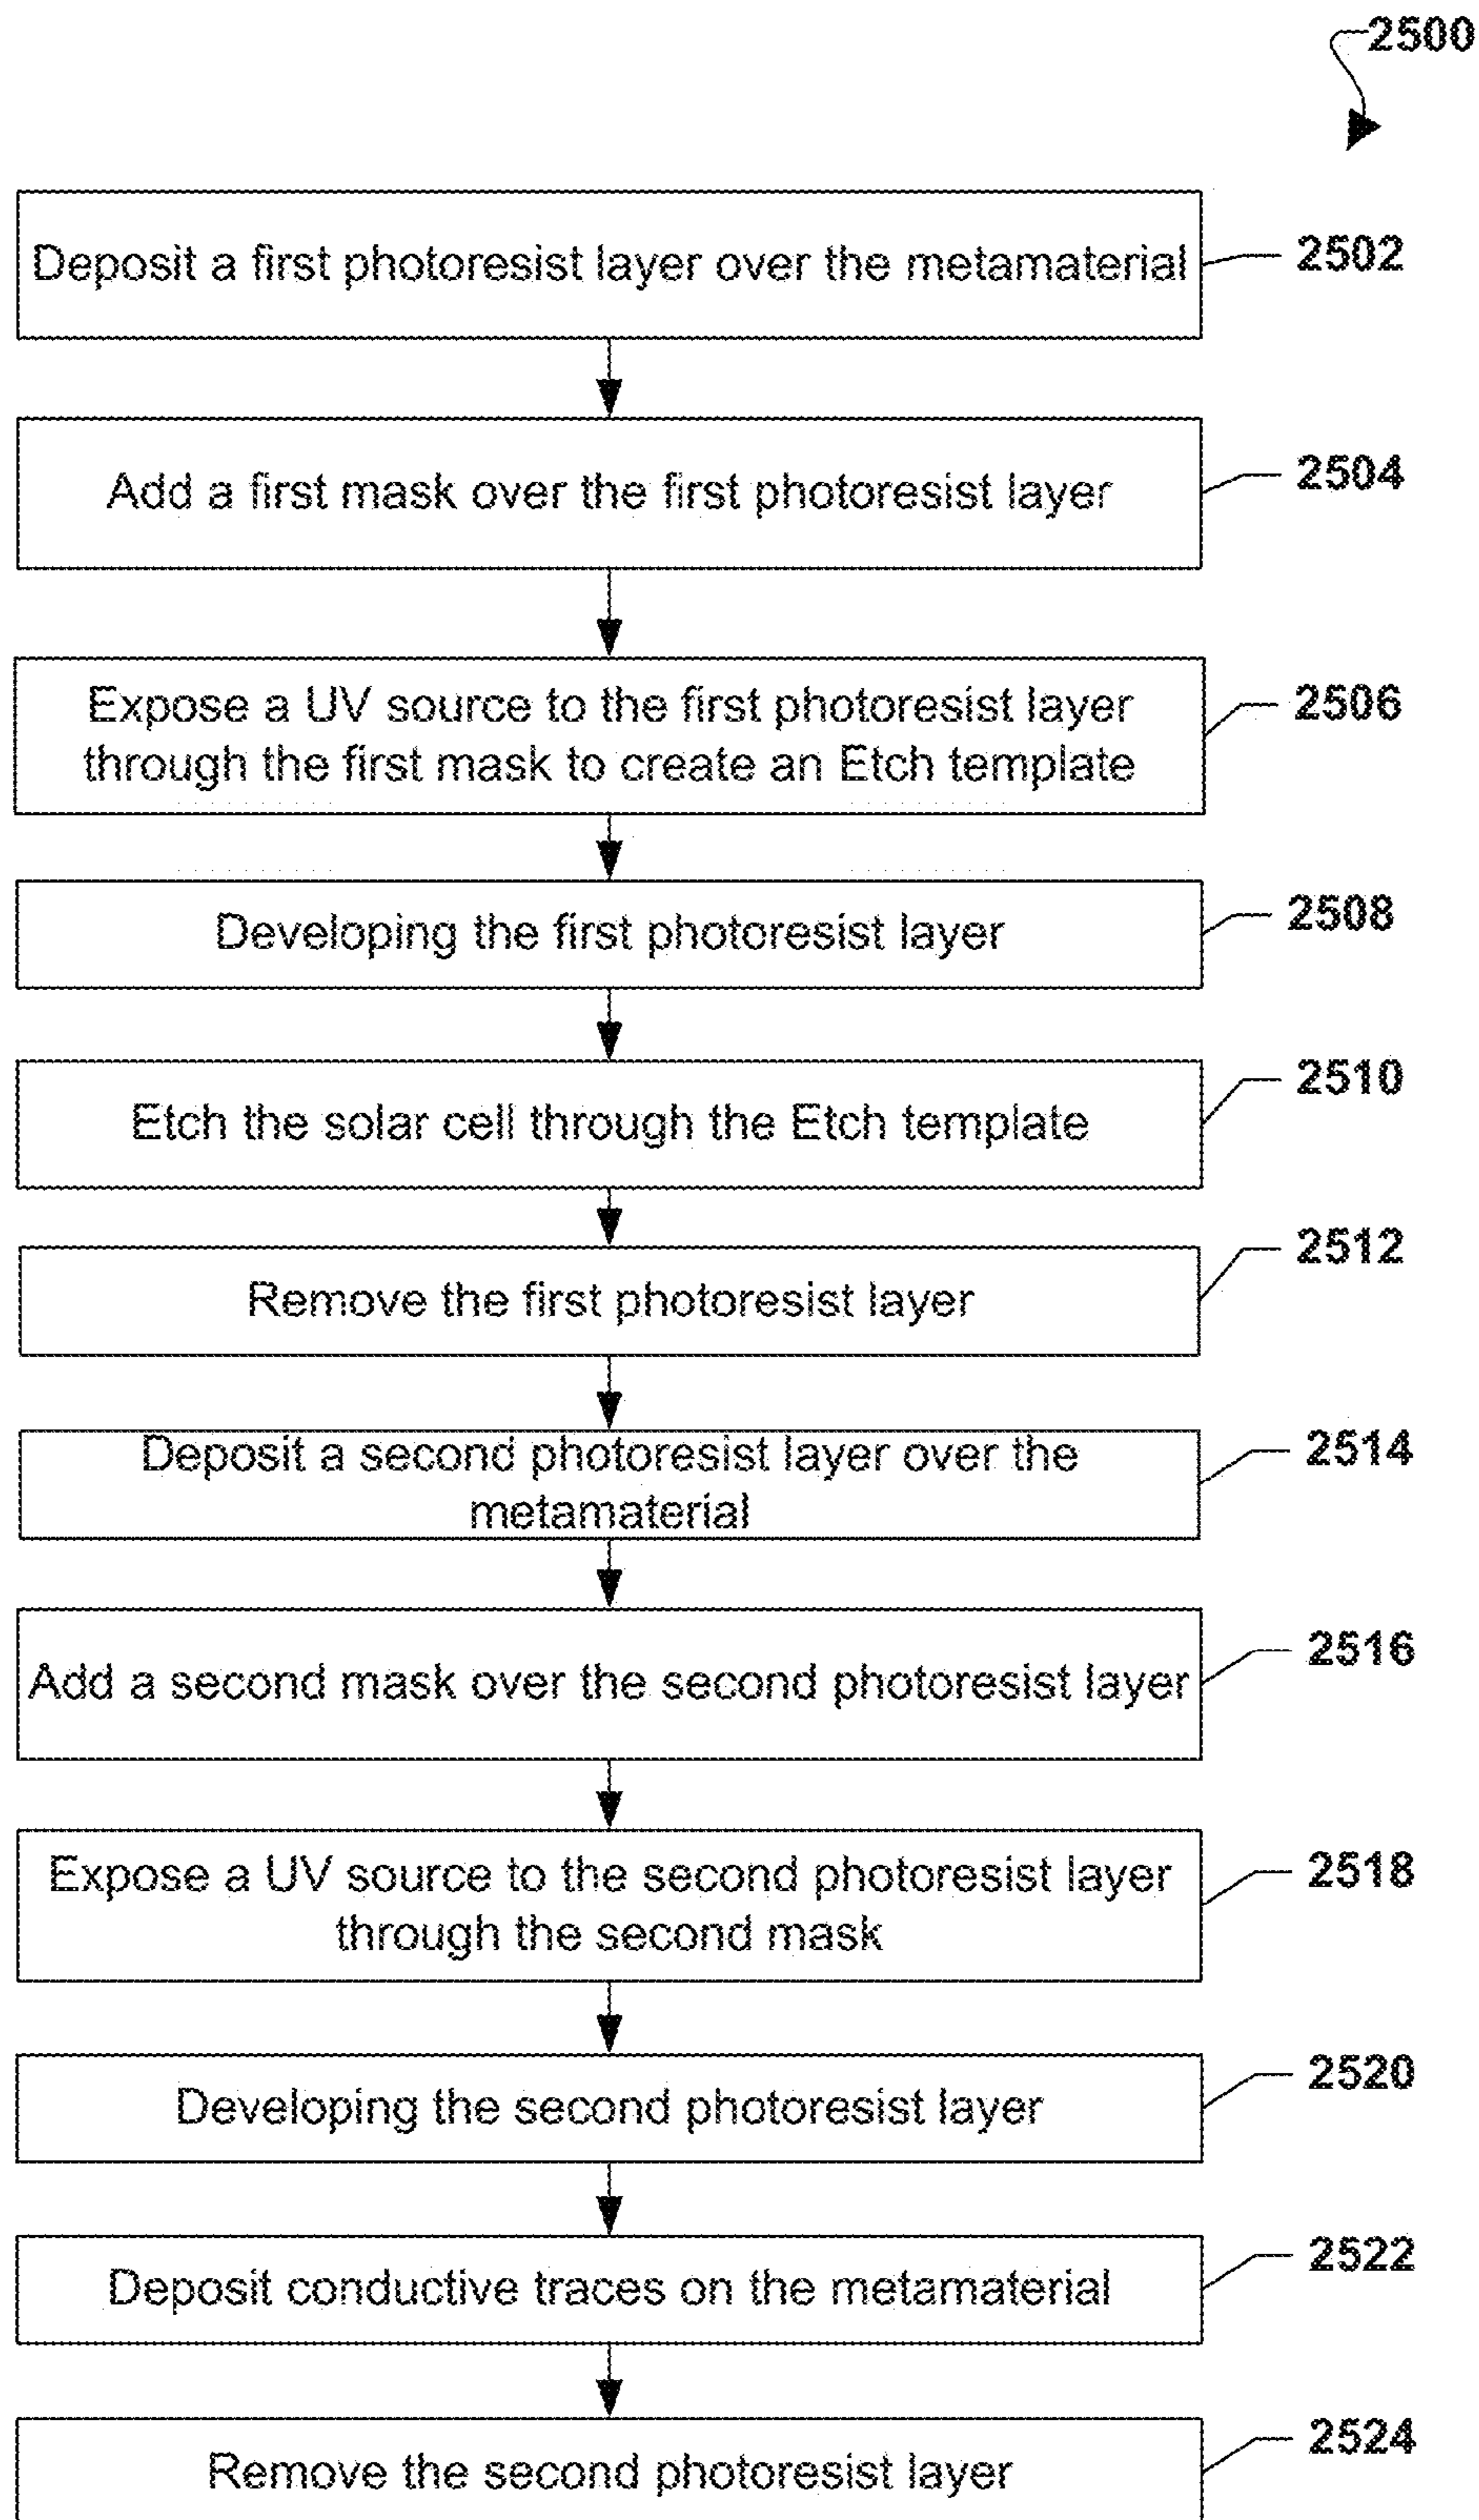 2500
Deposit a first photoresist layer over the metamaterial
2502
Add a first mask over the first photoresist layer
2504
Expose a UV source to the first photoresist layer
through the first mask to create an Etch template
2506
Developing the first photoresist layer
2508
Etch the solar cell through the Etch template
2510
Remove the first photoresist layer
2512
Deposit a second photoresist layer over the
metamaterial
2514
Add a second mask over the second photoresist layer
2516
Expose a UV source to the second photoresist layer
through the second mask
2518
Developing the second photoresist layer
2520
Deposit conductive traces on the metamaterial
2522
Remove the second photoresist layer
2524